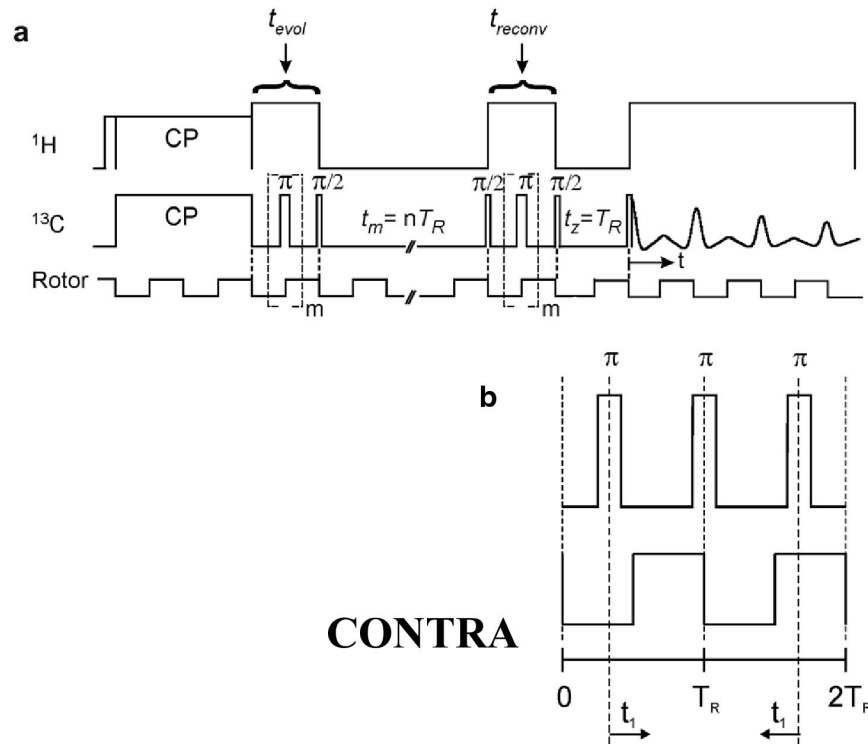 a
t_evol
t_reconv
¹H
CP
¹³C
CP
π
π/2
t_m = nT_R
π/2
π
π/2
t_z=T_R
t
Rotor
m
m
b
π
π
π
CONTRA
0
T_R
2T_R
t₁
t₁